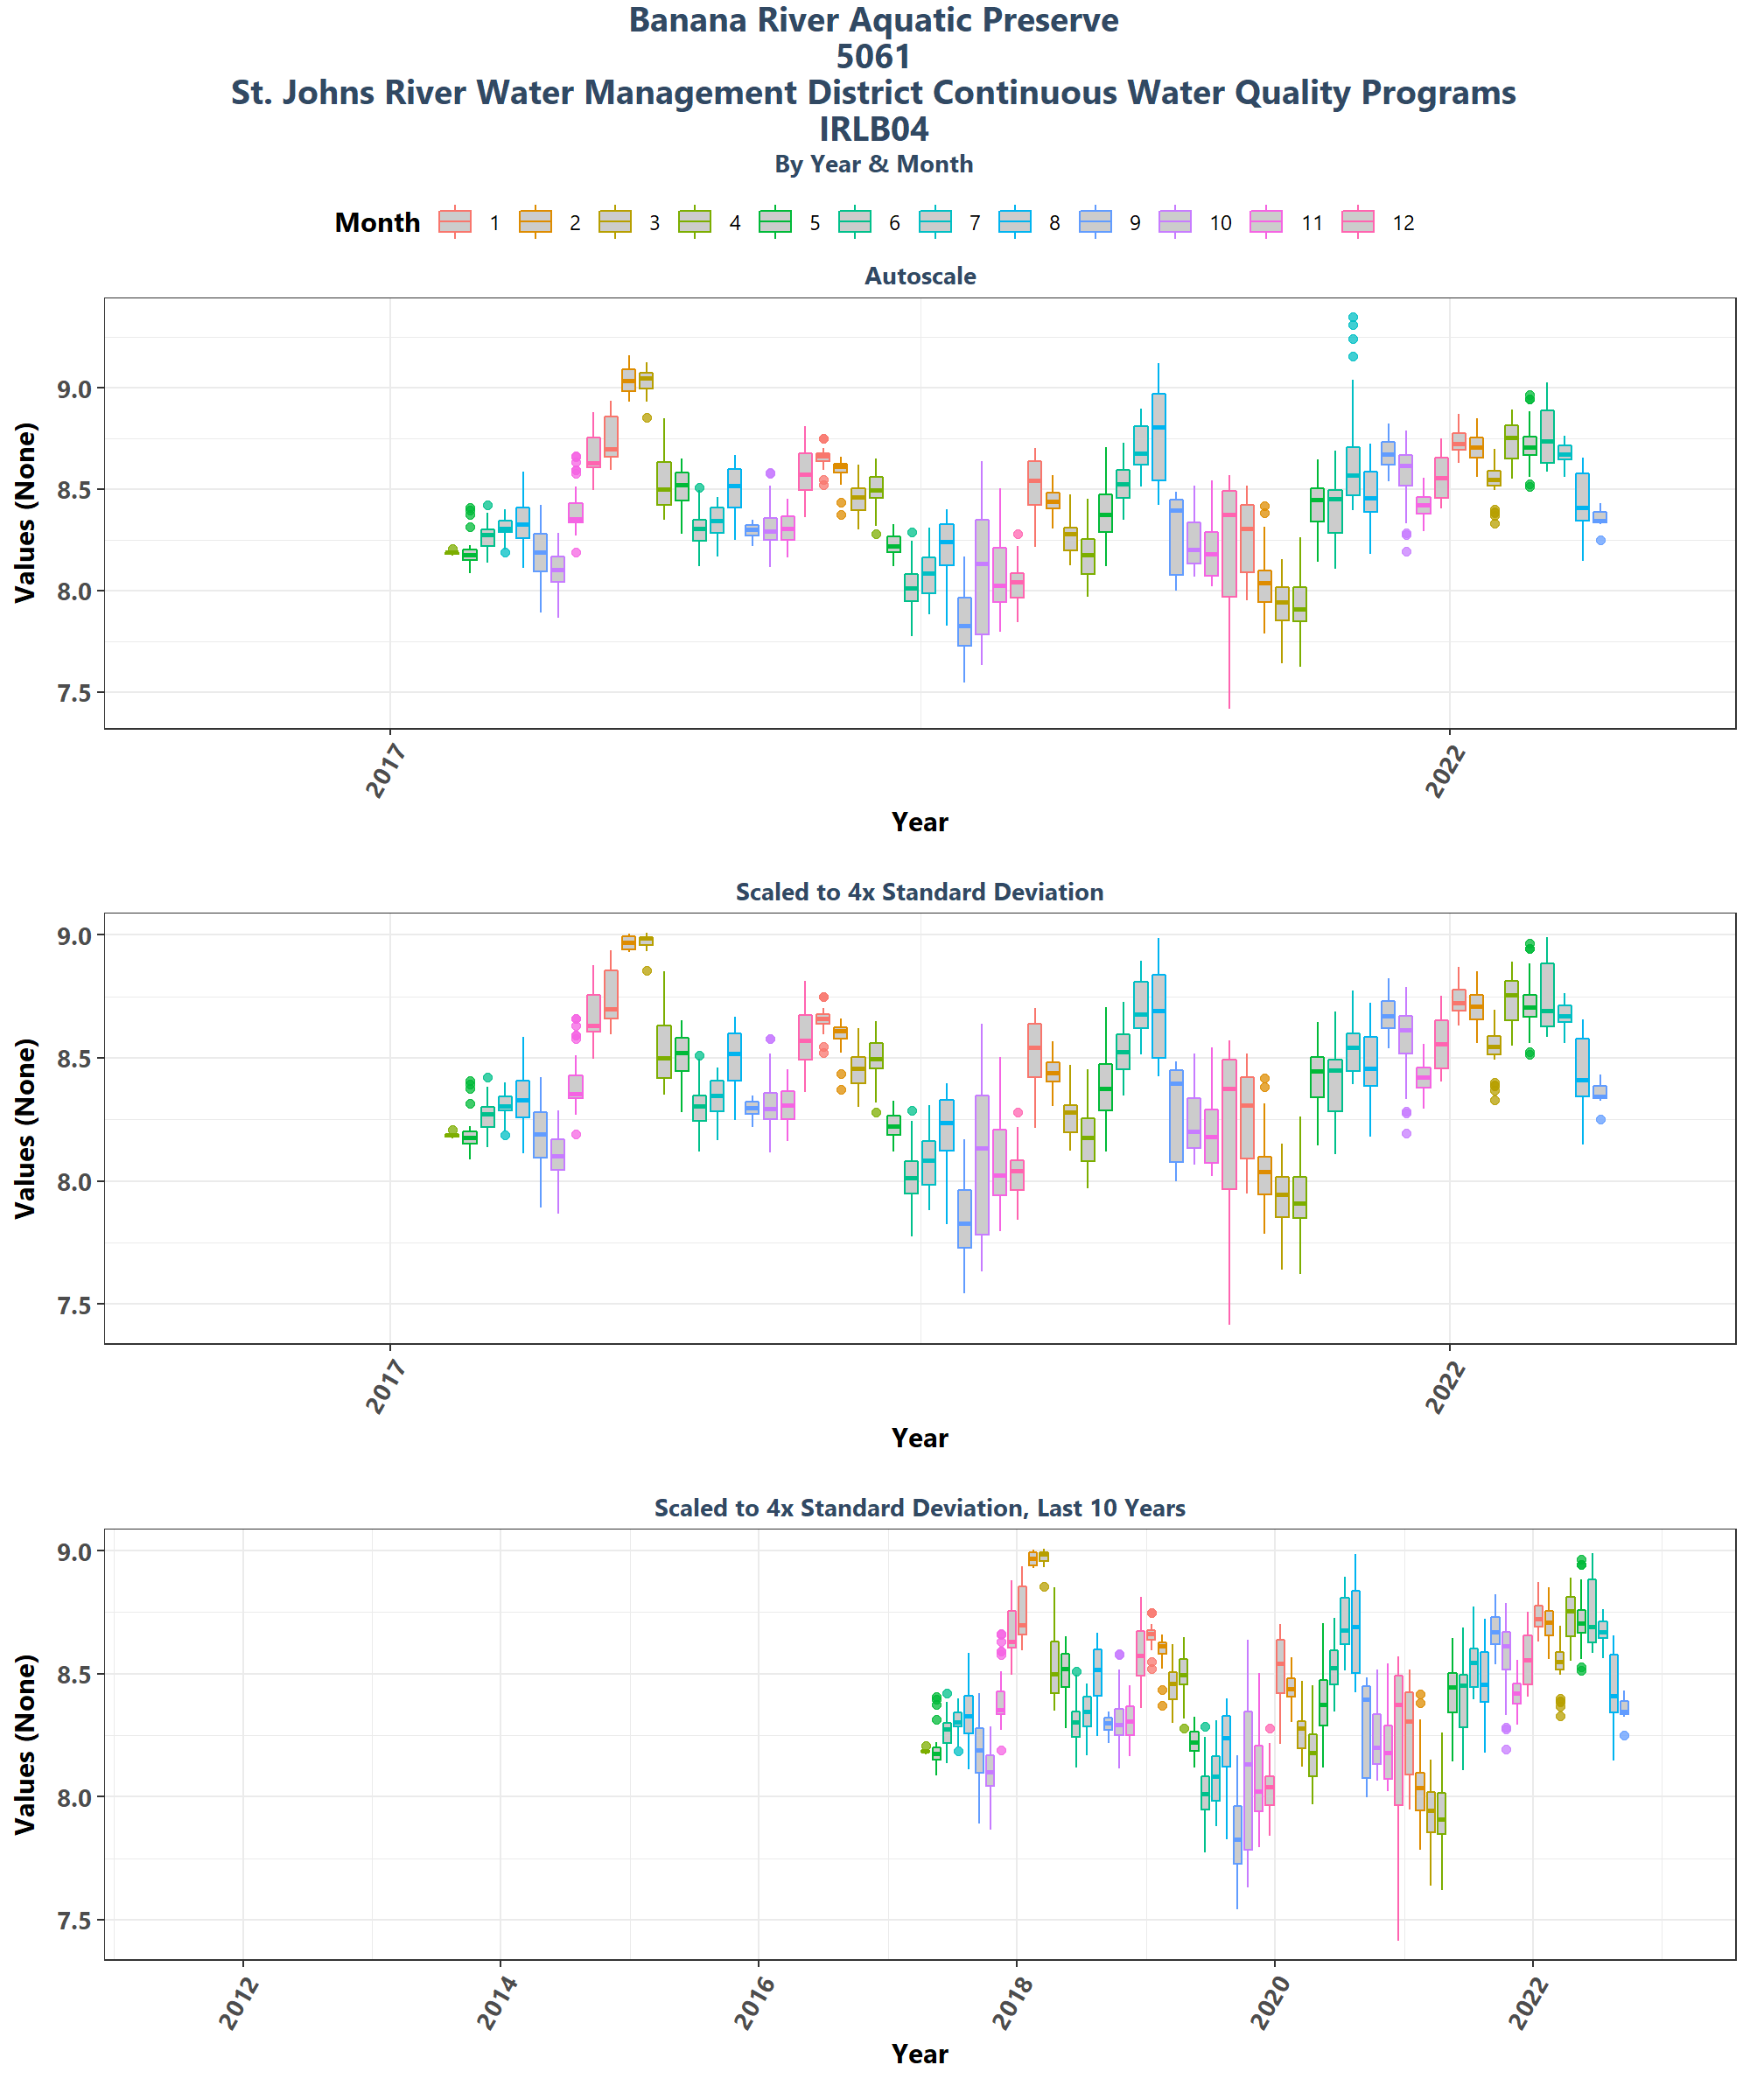 Banana River Aquatic Preserve
5061
St. Johns River Water Management District Continuous Water Quality Programs
IRLB04
By Year & Month
Month 1 2 3 4 5 6 7 8 9 10 11 12
Autoscale
Values (None)
9.0
8.5
8.0
7.5
2017 2022
Year
Scaled to 4x Standard Deviation
Values (None)
9.0
8.5
8.0
7.5
2017 2022
Year
Scaled to 4x Standard Deviation, Last 10 Years
Values (None)
9.0
8.5
8.0
7.5
2012 2014 2016 2018 2020 2022
Year